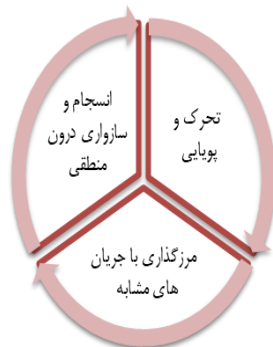 تحرک و
پویایی
مرزگذاری با جریان
های مشابه
انسجام و
سازواری درون
منطقی